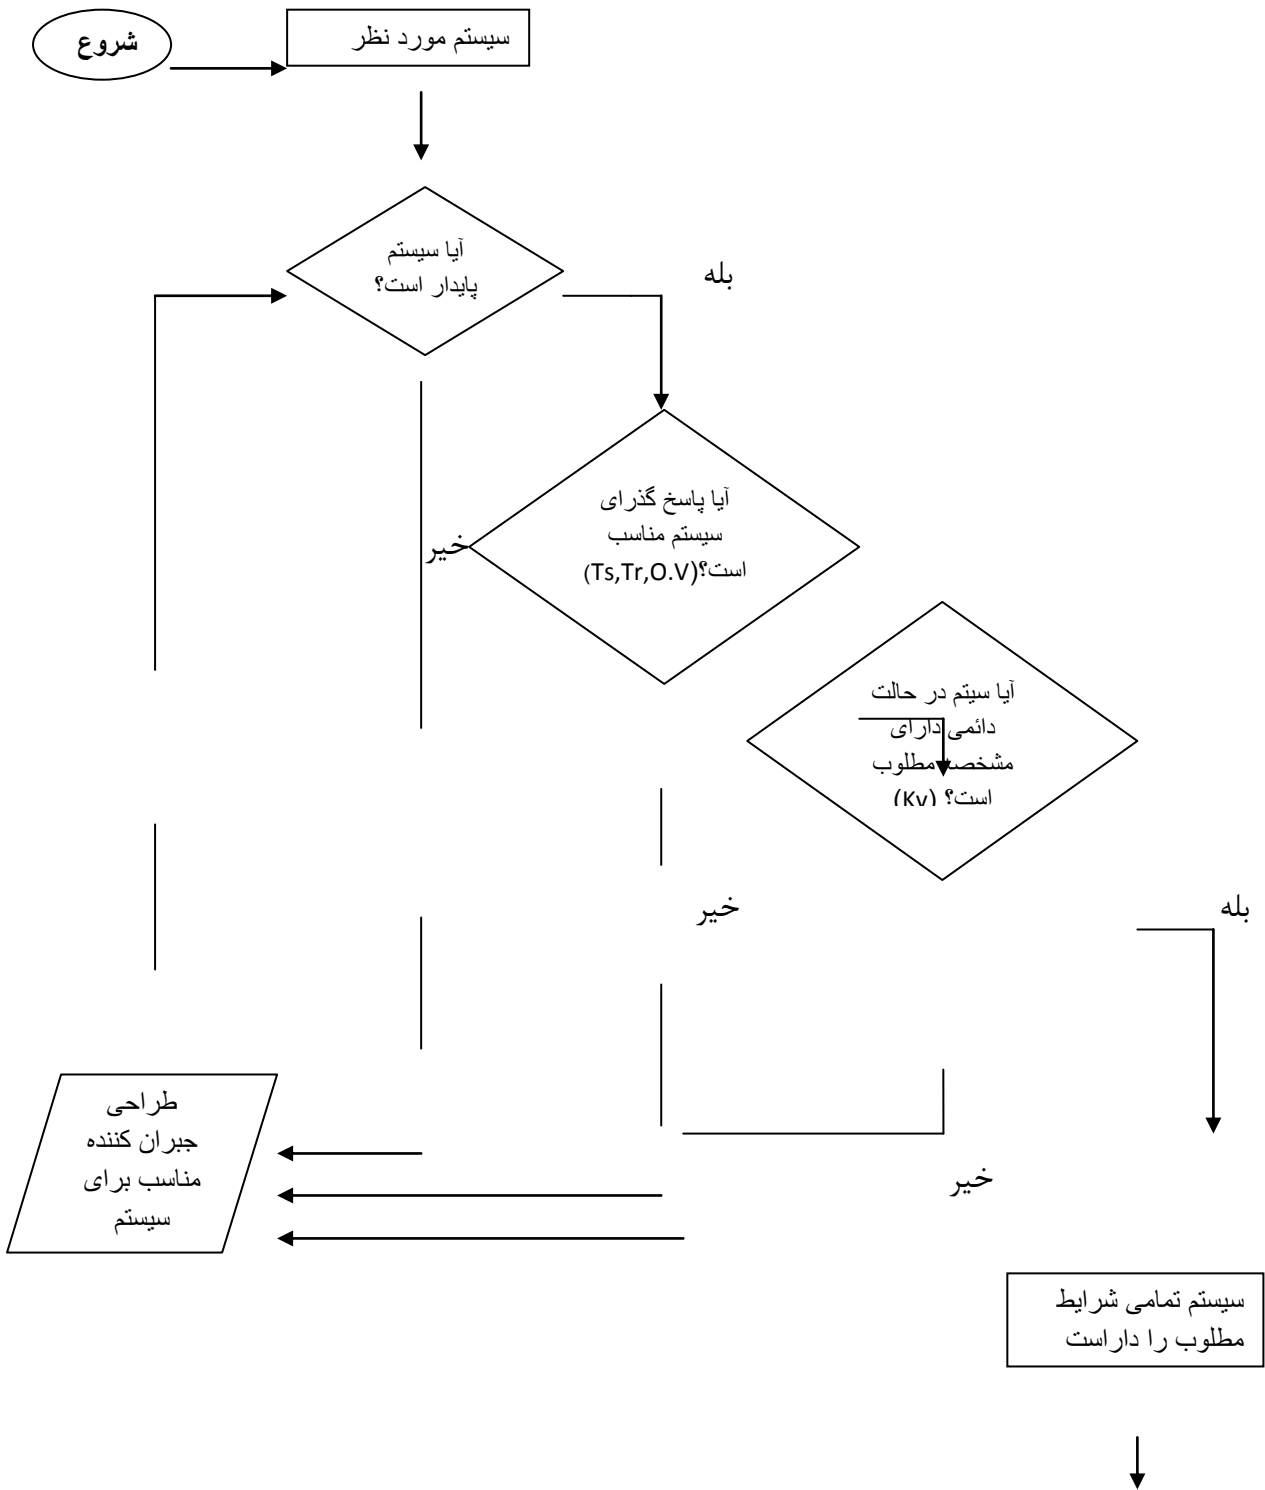 شروع
سیستم مورد نظر
آیا سیستم
پایدار است؟
بله
آیا پاسخ گذرای
سیستم مناسب
است؟(Ts,Tr,O.V)
خیر
آیا سیتم در حالت
دائمی دارای
مطلوب
است؟ (Kv)
خیر
بله
طراحی
جبران کننده
مناسب برای
سیستم
خیر
سیستم تمامی شرایط
مطلوب را داراست